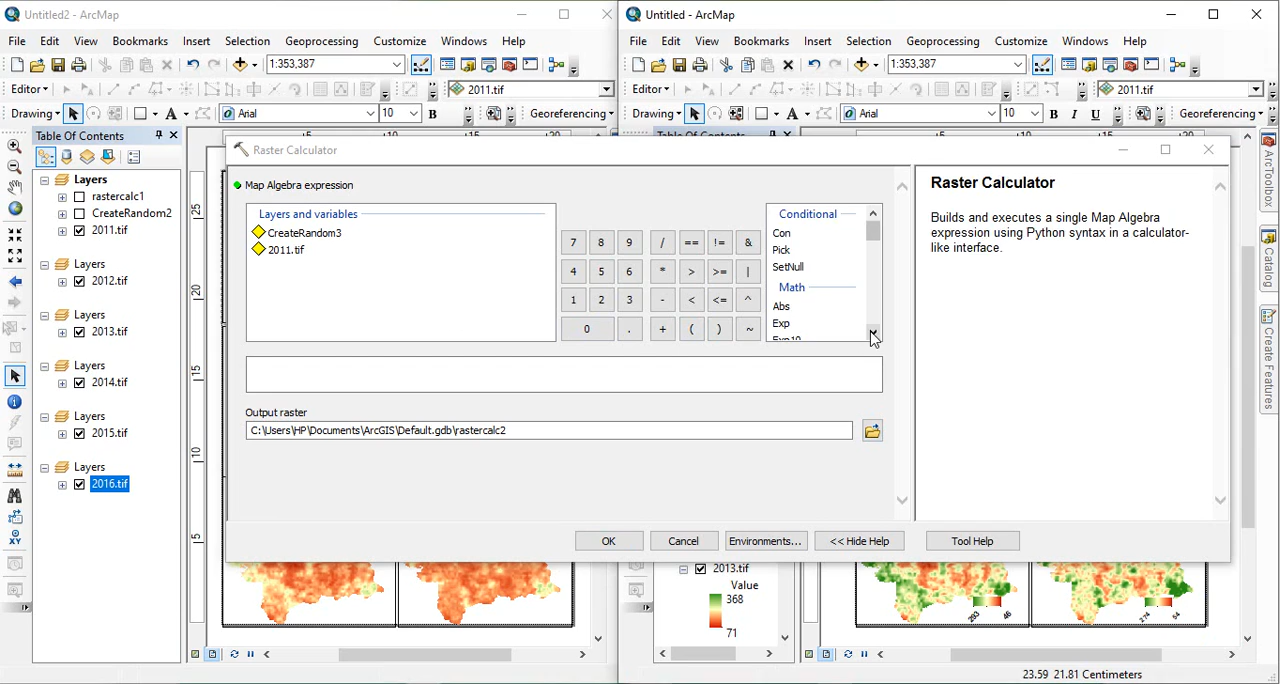 Untitled2 - ArcMap
File Edit View Bookmarks Insert Selection Geoprocessing Customize Windows Help
1:353,387
Editor
2011.tif
Drawing A Arial 10 B Georeferencing
Table Of Contents
Layers
rastercalc1
CreateRandom2
2011.tif
Layers
2012.tif
Layers
2013.tif
Layers
2014.tif
Layers
2015.tif
Layers
2016.tif
25
20
15
10
5
Untitled - ArcMap
File Edit View Bookmarks Insert Selection Geoprocessing Customize Windows Help
1:353,387
Editor
2011.tif
Drawing A Arial 10 B I U Georeferencing
ArcToolbox
Catalog
Create Features
Raster Calculator
Map Algebra expression
Layers and variables
CreateRandom3
2011.tif
7 8 9 / == != &
4 5 6 * > >= |
1 2 3 - < <= ^
0 . + ( ) ~
Conditional
Con
Pick
SetNull
Math
Abs
Exp
Exp10
Output raster
C:\Users\HP\Documents\ArcGIS\Default.gdb\rastercalc2
OK Cancel Environments... << Hide Help Tool Help
Raster Calculator
Builds and executes a single Map Algebra
expression using Python syntax in a calculator-
like interface.
2013.tif
Value
368
71
293 46
274 54
23.59 21.81 Centimeters